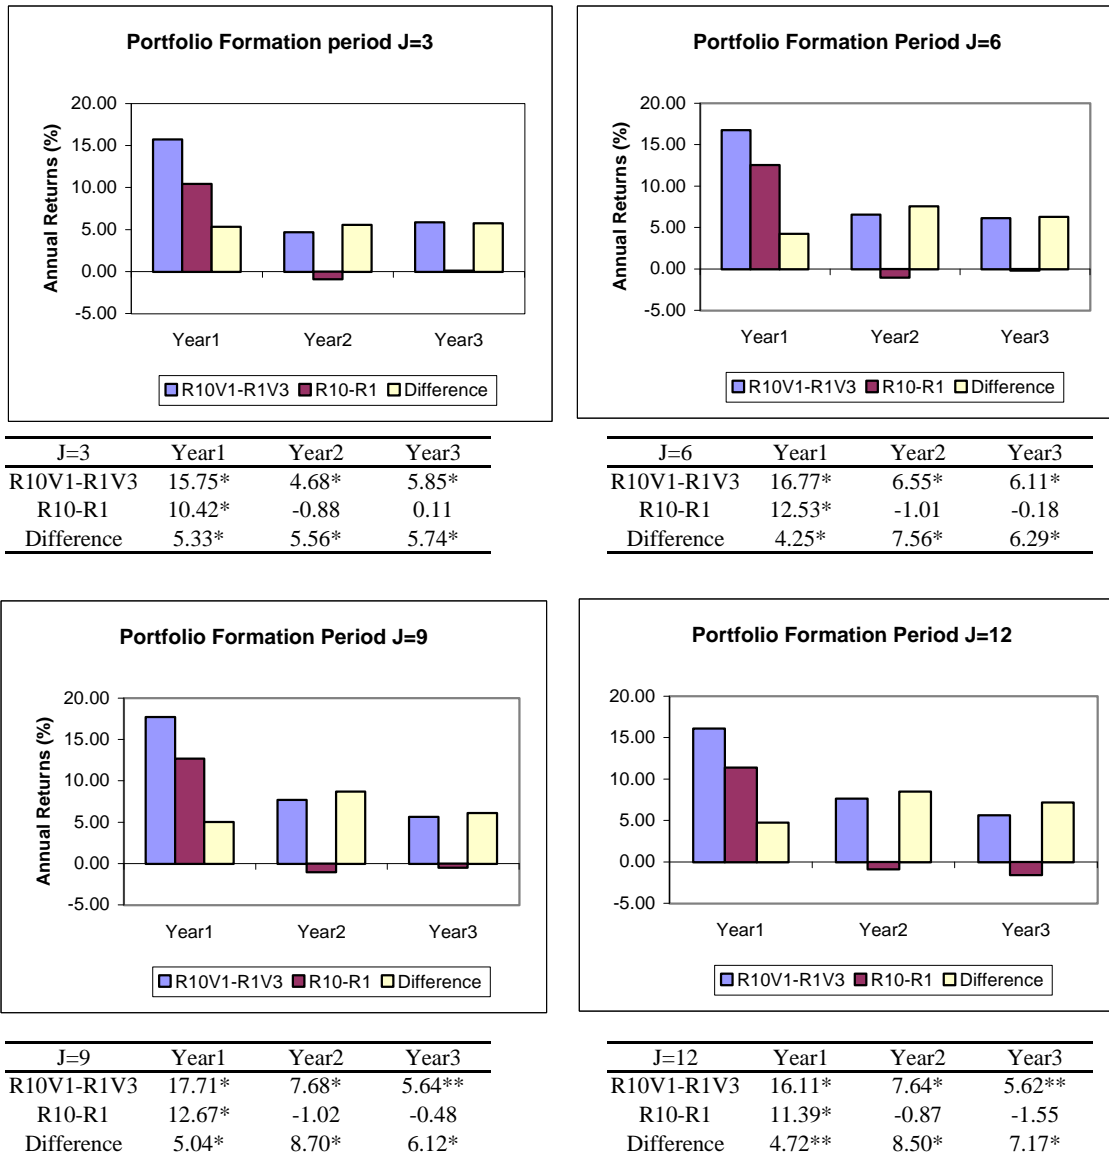 Portfolio Formation period J=3
Annual Returns (%)
20.00
15.00
10.00
5.00
0.00
-5.00
Year1 Year2 Year3
R10V1-R1V3 R10-R1 Difference
J=3 Year1 Year2 Year3
R10V1-R1V3 15.75* 4.68* 5.85*
R10-R1 10.42* -0.88 0.11
Difference 5.33* 5.56* 5.74*
Portfolio Formation Period J=6
Annual Returns (%)
20.00
15.00
10.00
5.00
0.00
-5.00
Year1 Year2 Year3
R10V1-R1V3 R10-R1 Difference
J=6 Year1 Year2 Year3
R10V1-R1V3 16.77* 6.55* 6.11*
R10-R1 12.53* -1.01 -0.18
Difference 4.25* 7.56* 6.29*
Portfolio Formation Period J=9
Annual Returns (%)
20.00
15.00
10.00
5.00
0.00
-5.00
Year1 Year2 Year3
R10V1-R1V3 R10-R1 Difference
J=9 Year1 Year2 Year3
R10V1-R1V3 17.71* 7.68* 5.64**
R10-R1 12.67* -1.02 -0.48
Difference 5.04* 8.70* 6.12*
Portfolio Formation Period J=12
20.00
15.00
10.00
5.00
0.00
-5.00
Year1 Year2 Year3
R10V1-R1V3 R10-R1 Difference
J=12 Year1 Year2 Year3
R10V1-R1V3 16.11* 7.64* 5.62**
R10-R1 11.39* -0.87 -1.55
Difference 4.72** 8.50* 7.17*